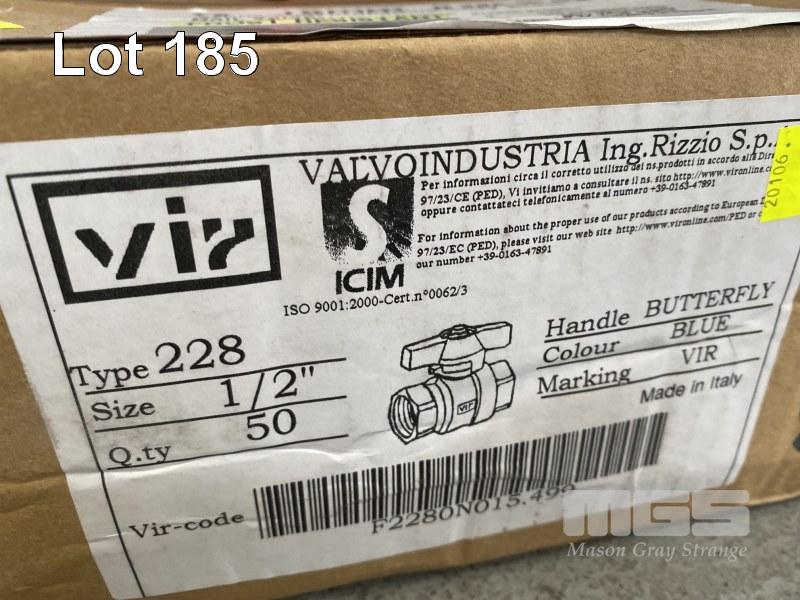 Lot 185
vir
VALVOINDUSTRIA Ing.Rizzio S.p.
Per informazioni circa il corretto utilizzo dei ns.prodotti in accordo alla Dire
97/23/CE (PED), Vi invitiamo a consultare il ns. sito http://www.vironline.
oppure contattateci telefonicamente al numero +39-0163-47891
For information about the proper use of our products according to European
97/23/EC (PED), please visit our web site http://www.vironline.com/PED or
our number +39-0163-47891
S
ICIM
ISO 9001:2000-Cert.n°0062/3
20106
Type 228
Size 1/2"
Q.ty 50
VIR
Handle BUTTERFLY
Colour BLUE
Marking VIR
Made in Italy
Vir-code
F2280N015.499
MGS
Mason Gray Strange